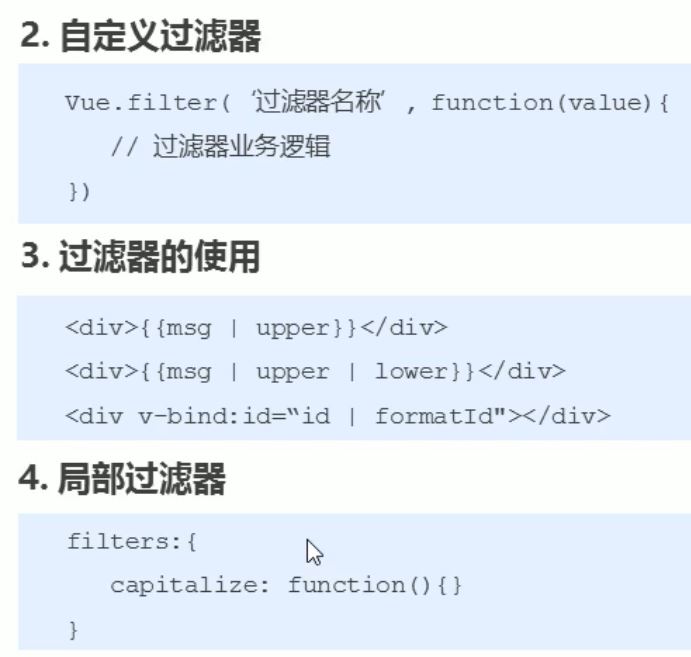 2. 自定义过滤器
Vue.filter( ‘过滤器名称’ , function(value){
// 过滤器业务逻辑
})
3. 过滤器的使用
<div>{{msg | upper}}</div>
<div>{{msg | upper | lower}}</div>
<div v-bind:id=“id | formatId"></div>
4. 局部过滤器
filters:{
capitalize: function(){}
}